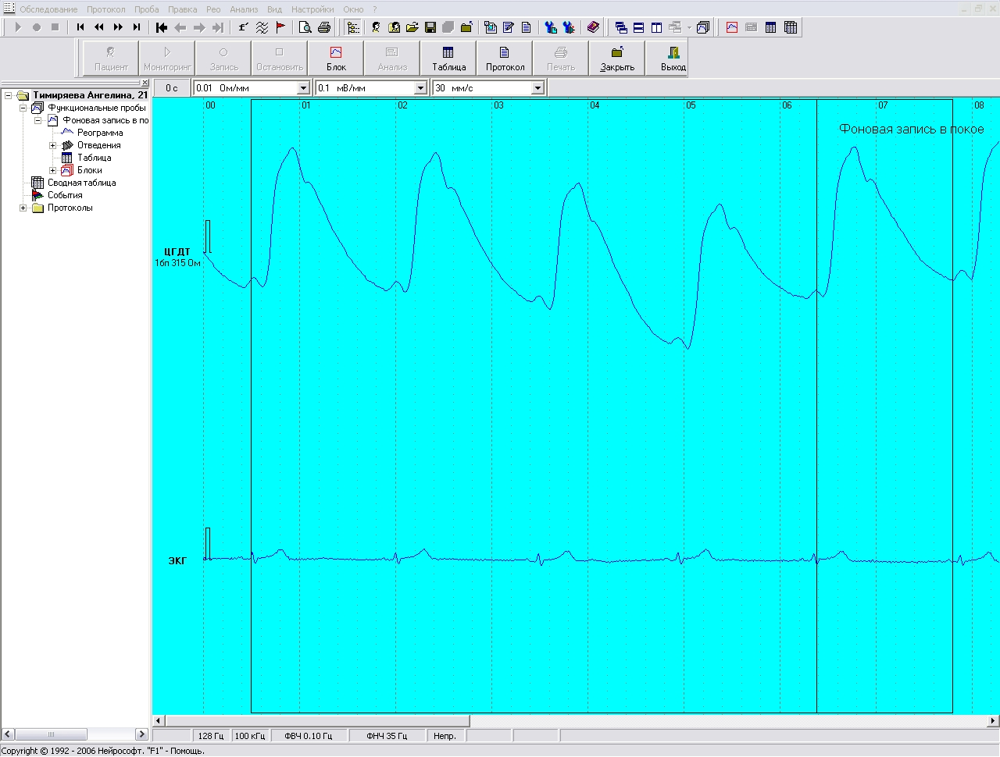 Обследование Протокол Проба Правка Рео Анализ Вид Настройки Окно ?
Пациент Мониторинг Запись Остановить Блок Анализ Таблица Протокол Печать Закрыть Выход
0 с 0.01 Ом/мм 0.1 мВ/мм 30 мм/с
Тимиряева Ангелина, 21
Функциональные пробы
Фоновая запись в по
Реограмма
Отведения
Таблица
Блоки
Сводная таблица
События
Протоколы
00 01 02 03 04 05 06 07 08
Фоновая запись в покое
ЦГДТ
1бп 315 Ом
ЭКГ
128 Гц 100 кГц ФВЧ 0.10 Гц ФНЧ 35 Гц Непр.
Copyright © 1992 - 2006 Нейрософт. "F1" - Помощь.